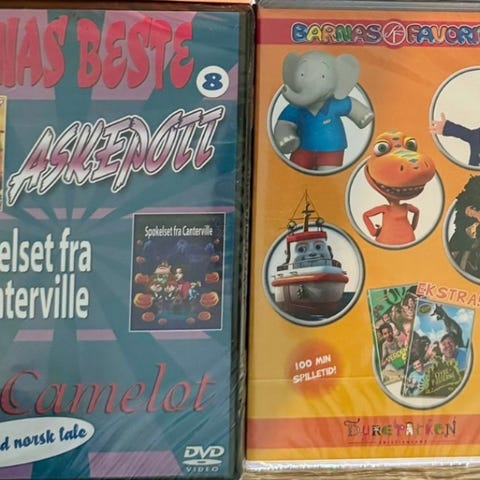 NAS BESTE
8
ASKEPOTT
elset fra
nterville
Spøkelset fra Canterville
Camelot
d norsk tale
DVD
VIDEO
BARNAS FAVORI
EKSTRA!
100 MIN
SPILLETID!
DYREPARKEN